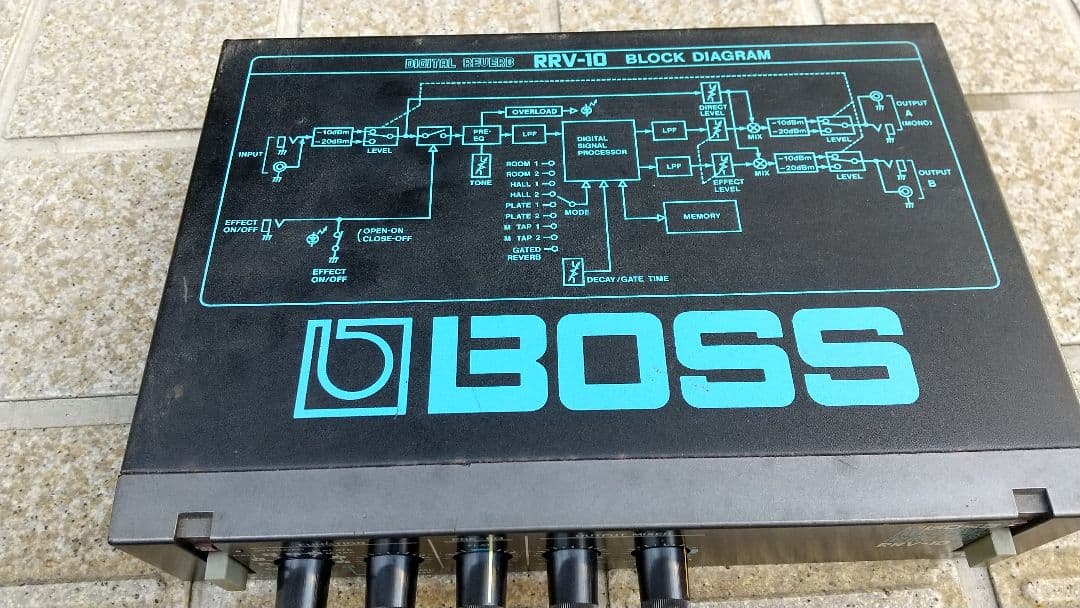 DIGITAL REVERB RRV-10 BLOCK DIAGRAM
OVERLOAD
DIRECT
LEVEL
OUTPUT
A
(MONO)
INPUT
-10dBm
-20dBm
LEVEL
PRE-
EQ
LPF
DIGITAL
SIGNAL
PROCESSOR
LPF
MIX
-10dBm
-20dBm
LEVEL
TONE
LPF
EFFECT
LEVEL
MIX
-10dBm
-20dBm
LEVEL
OUTPUT
B
ROOM 1
ROOM 2
HALL 1
HALL 2
PLATE 1
PLATE 2
M TAP 1
M TAP 2
GATED
REVERB
MODE
MEMORY
EFFECT
ON/OFF
(OPEN-ON
CLOSE-OFF
EFFECT
ON/OFF
DECAY/GATE TIME
b BOSS
OUTPUT MIXER